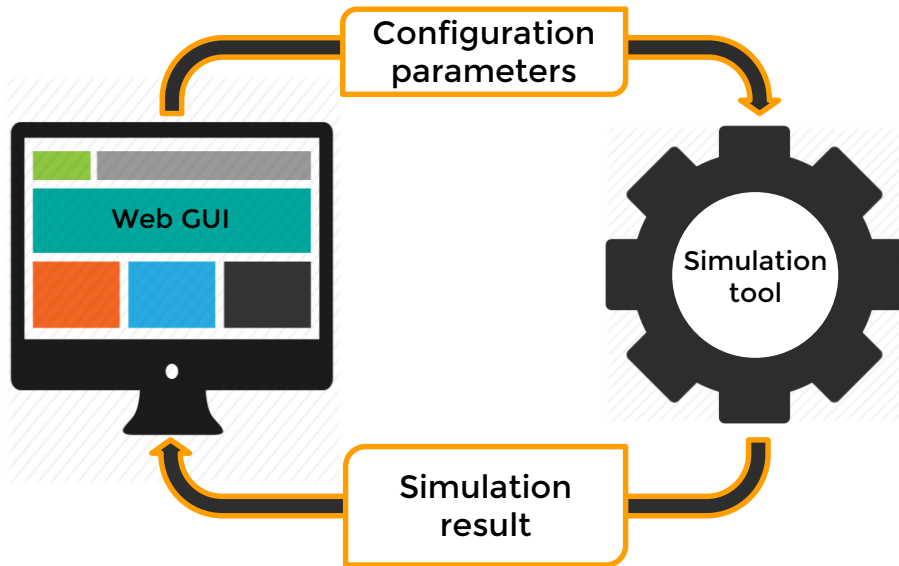 Configuration
parameters
Web GUI
Simulation
tool
Simulation
result